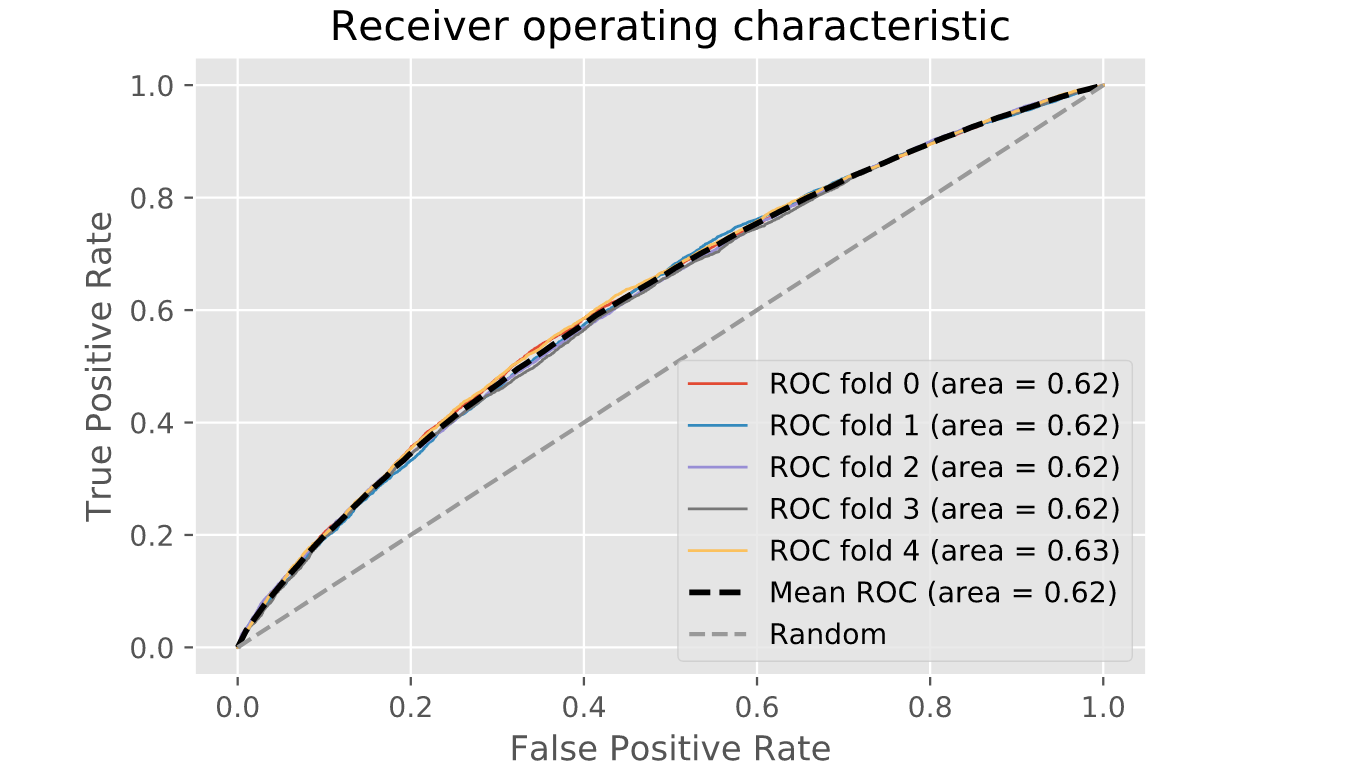 Receiver operating characteristic
1.0
0.8
0.6
0.4
0.2
0.0
True Positive Rate
ROC fold 0 (area = 0.62)
ROC fold 1 (area = 0.62)
ROC fold 2 (area = 0.62)
ROC fold 3 (area = 0.62)
ROC fold 4 (area = 0.63)
Mean ROC (area = 0.62)
Random
0.0 0.2 0.4 0.6 0.8 1.0
False Positive Rate